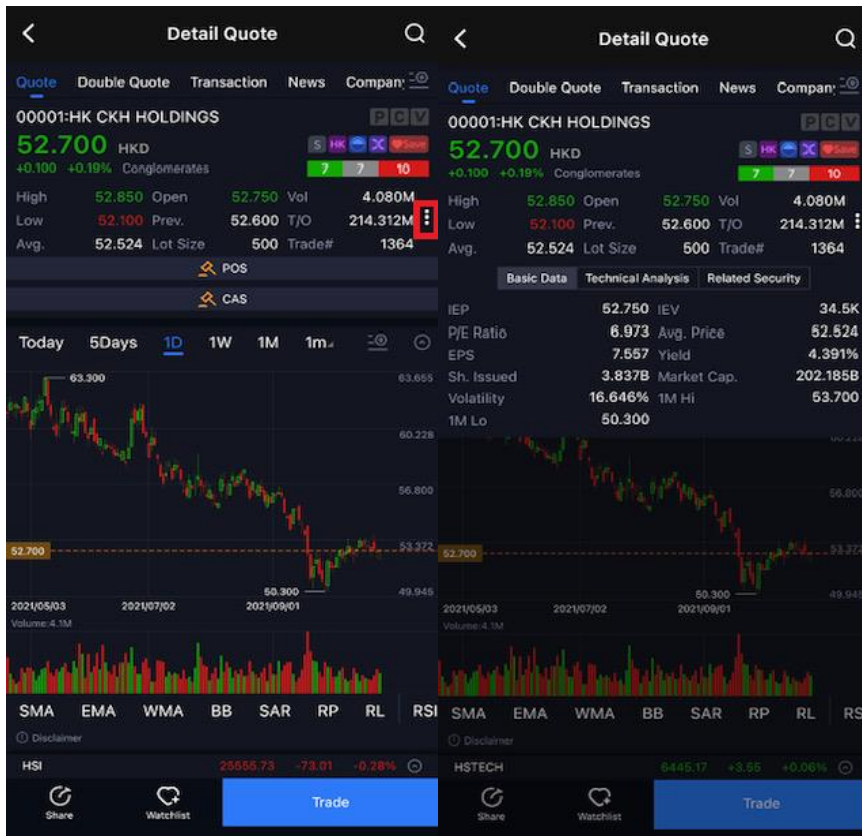 Detail Quote
Quote Double Quote Transaction News Compan
00001:HK CKH HOLDINGS P C V
52.700 HKD S HK Save
+0.100 +0.19% Conglomerates 7 7 10
High 52.850 Open 52.750 Vol 4.080M
Low 52.100 Prev. 52.600 T/O 214.312M
Avg. 52.524 Lot Size 500 Trade# 1364
POS
CAS
Today 5Days 1D 1W 1M 1m
63.300 63.655
60.228
56.800
52.700 53.372
50.300 49.945
2021/05/03 2021/07/02 2021/09/01
Volume:4.1M
SMA EMA WMA BB SAR RP RL RSI
Disclaimer
HSI 25555.73 -73.01 -0.28%
Share Watchlist Trade
Detail Quote
Quote Double Quote Transaction News Compan
00001:HK CKH HOLDINGS P C V
52.700 HKD S HK Save
+0.100 +0.19% Conglomerates 7 7 10
High 52.850 Open 52.750 Vol 4.080M
Low 52.100 Prev. 52.600 T/O 214.312M
Avg. 52.524 Lot Size 500 Trade# 1364
Basic Data Technical Analysis Related Security
IEP 52.750 IEV 34.5K
P/E Ratio 6.973 Avg. Price 52.524
EPS 7.557 Yield 4.391%
Sh. Issued 3.837B Market Cap. 202.185B
Volatility 16.646% 1M Hi 53.700
1M Lo 50.300
56.800
52.700 53.372
50.300 49.945
2021/05/03 2021/07/02 2021/09/01
Volume:4.1M
SMA EMA WMA BB SAR RP RL RS
Disclaimer
HSTECH 6445.17 +3.55 +0.06%
Share Watchlist Trade